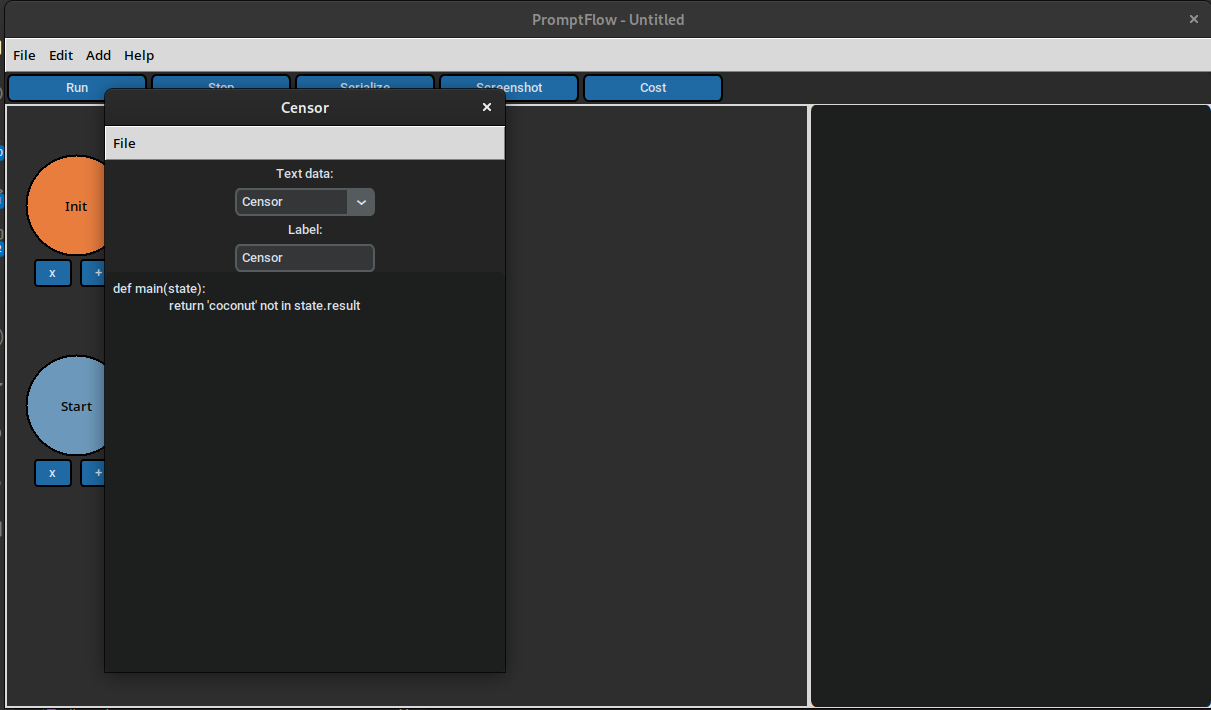 PromptFlow - Untitled
File Edit Add Help
Run Stop Serialize Screenshot Cost
Censor
File
Text data:
Censor
Label:
Censor
def main(state):
return 'coconut' not in state.result
Init
x +
Start
x +